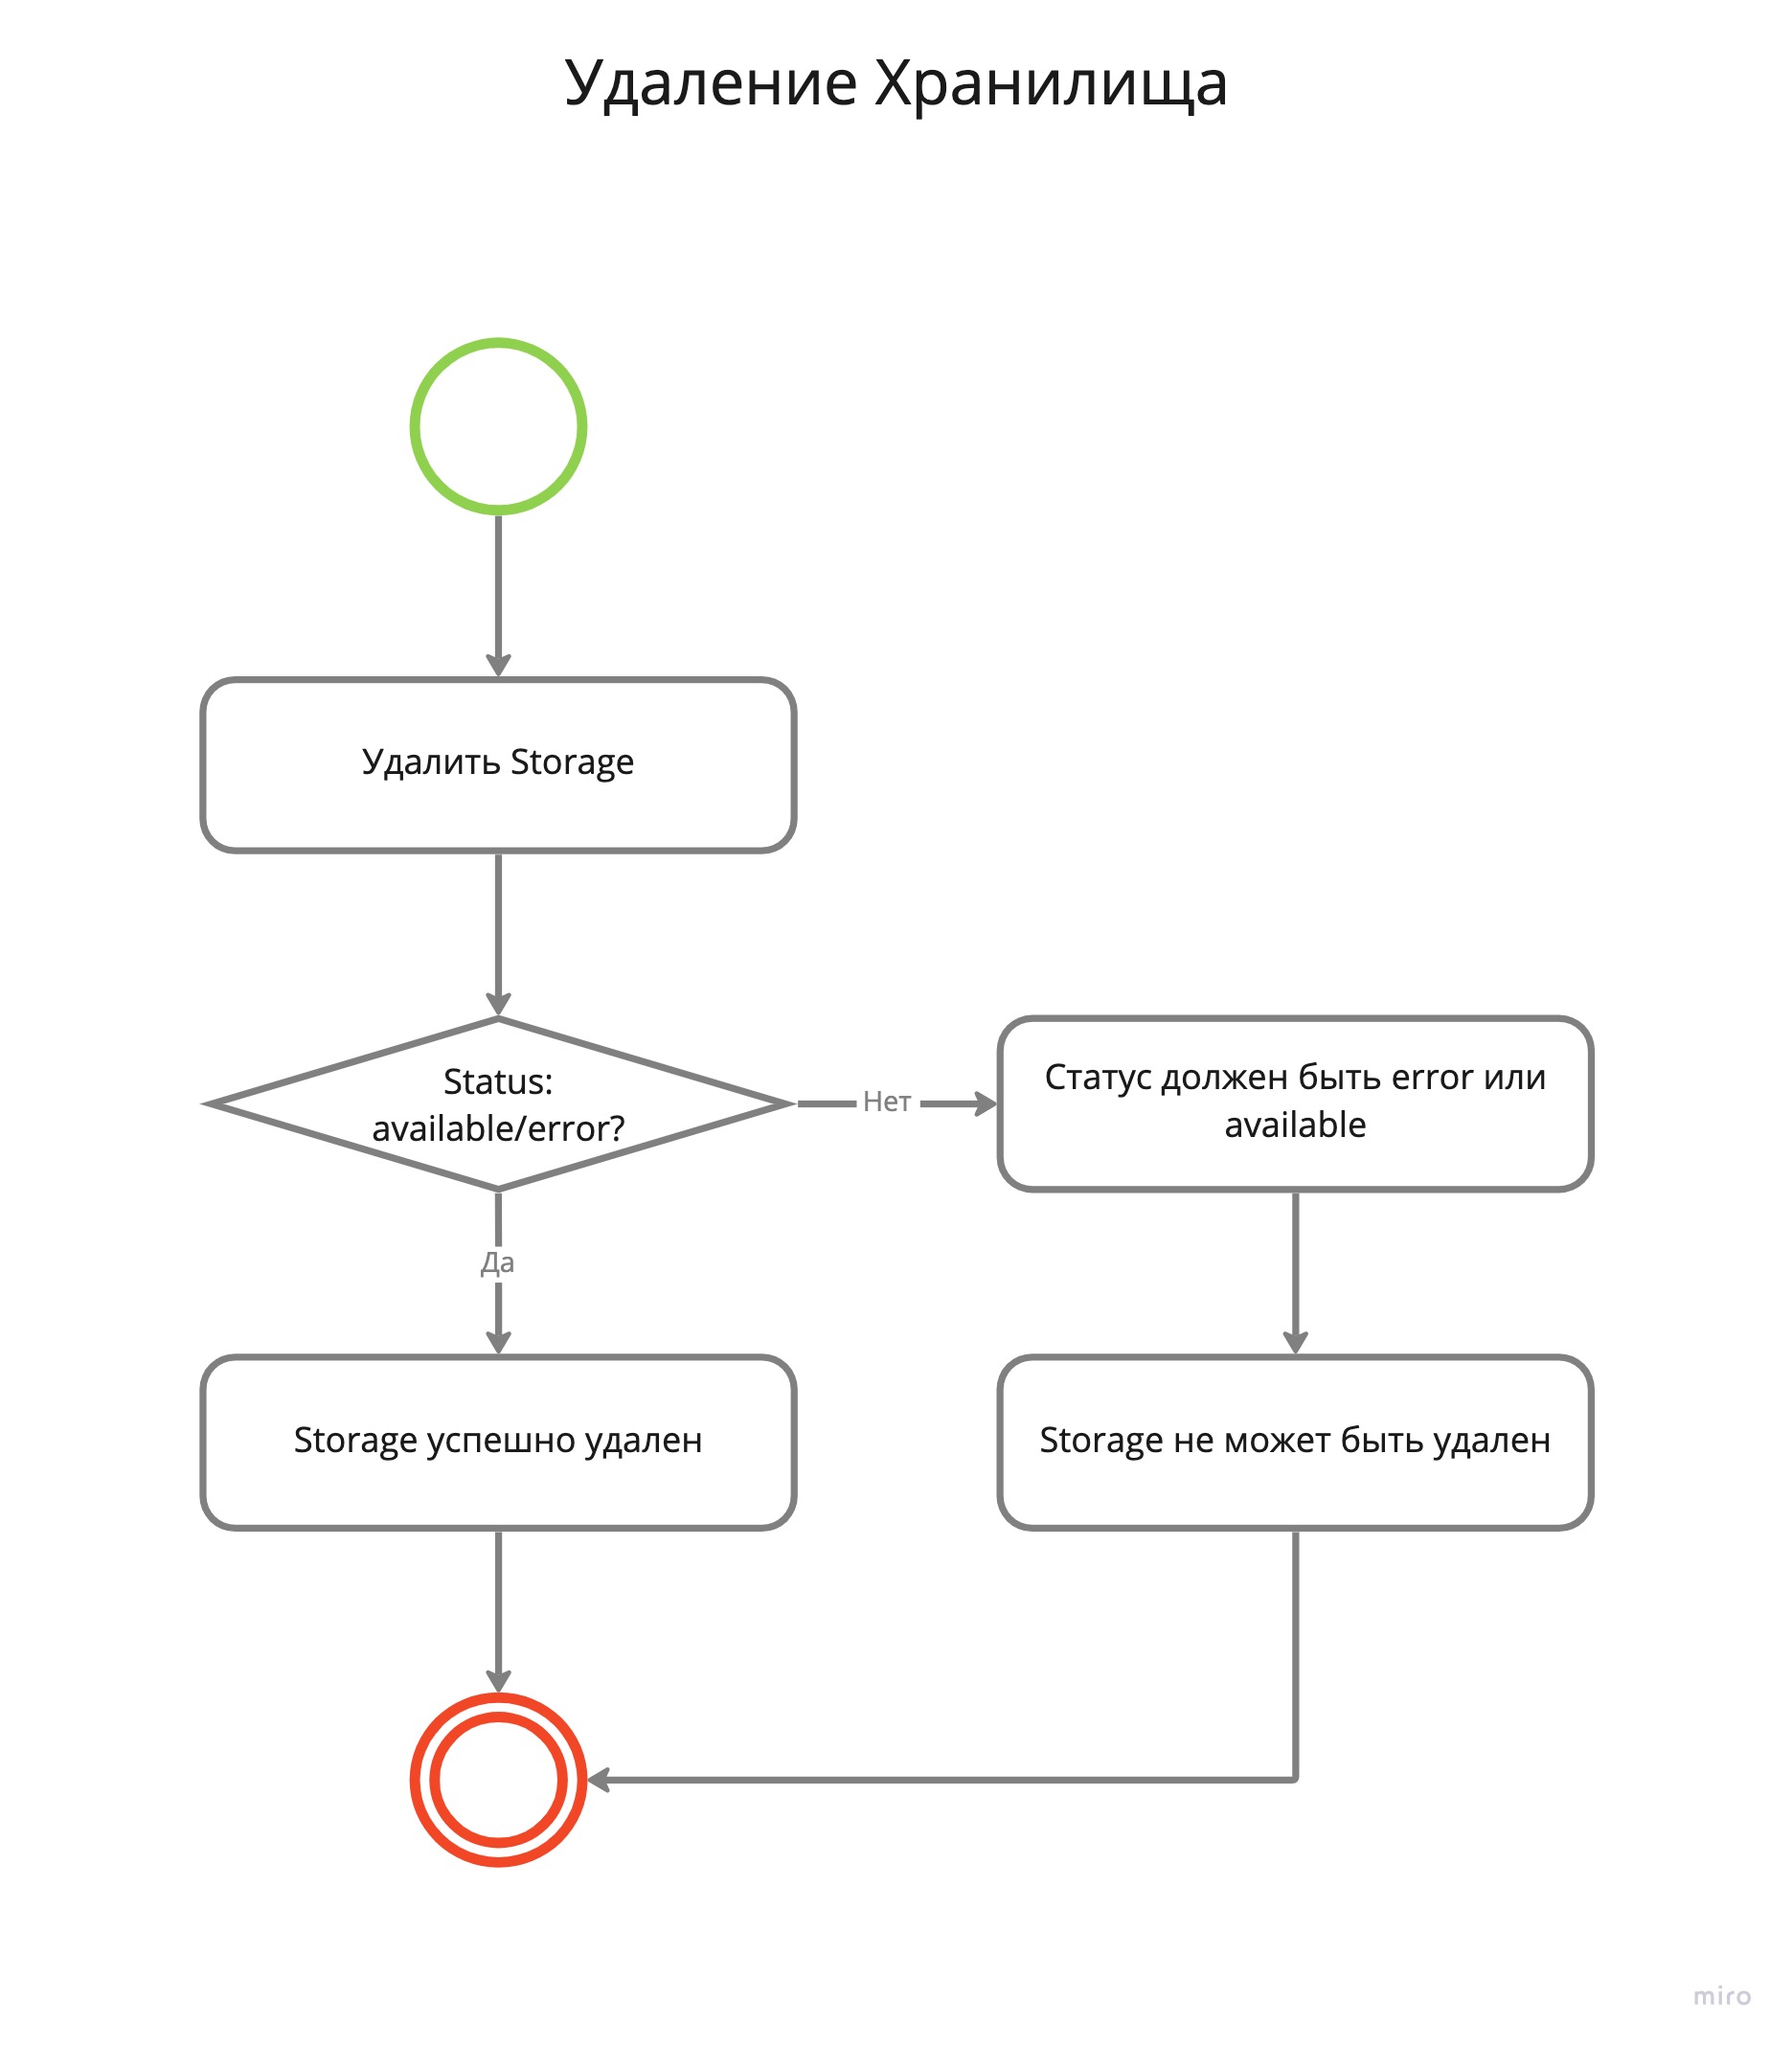 Удаление Хранилища
Удалить Storage
Status:
available/error?
Нет
Статус должен быть error или
available
Да
Storage успешно удален
Storage не может быть удален
miro